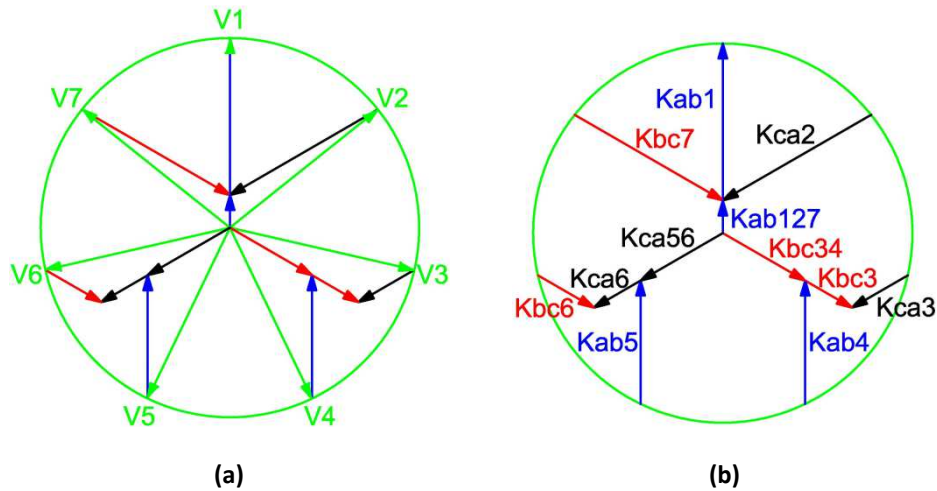 V1
V7
V2
V6
V3
V5
V4
(a)
Kab1
Kbc7
Kca2
Kab127
Kca56
Kbc34
Kca6
Kbc3
Kbc6
Kca3
Kab5
Kab4
(b)